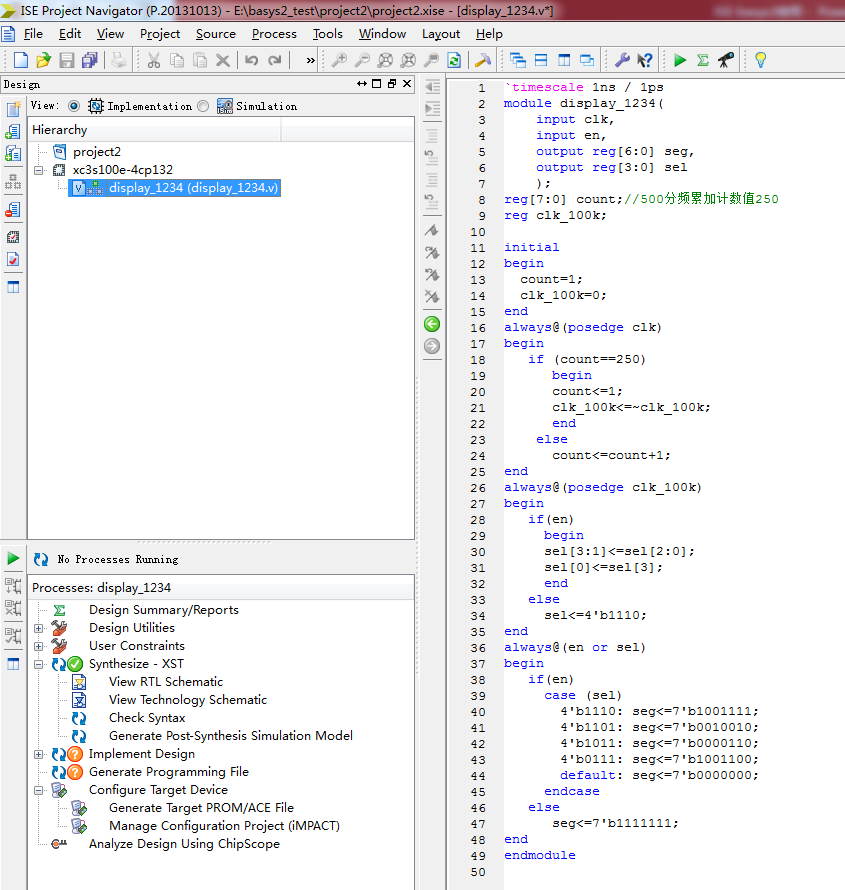 ISE Project Navigator (P.20131013) - E:\basys2_test\project2\project2.xise - [display_1234.v*]
File Edit View Project Source Process Tools Window Layout Help
Design
View: Implementation Simulation
Hierarchy
project2
xc3s100e-4cp132
display_1234 (display_1234.v)
No Processes Running
Processes: display_1234
Design Summary/Reports
Design Utilities
User Constraints
Synthesize - XST
View RTL Schematic
View Technology Schematic
Check Syntax
Generate Post-Synthesis Simulation Model
Implement Design
Generate Programming File
Configure Target Device
Generate Target PROM/ACE File
Manage Configuration Project (iMPACT)
Analyze Design Using ChipScope
1 `timescale 1ns / 1ps
2 module display_1234(
3 input clk,
4 input en,
5 output reg[6:0] seg,
6 output reg[3:0] sel
7 );
8 reg[7:0] count;//500分频累加计数值250
9 reg clk_100k;
10
11 initial
12 begin
13 count=1;
14 clk_100k=0;
15 end
16 always@(posedge clk)
17 begin
18 if (count==250)
19 begin
20 count<=1;
21 clk_100k<=~clk_100k;
22 end
23 else
24 count<=count+1;
25 end
26 always@(posedge clk_100k)
27 begin
28 if(en)
29 begin
30 sel[3:1]<=sel[2:0];
31 sel[0]<=sel[3];
32 end
33 else
34 sel<=4'b1110;
35 end
36 always@(en or sel)
37 begin
38 if(en)
39 case (sel)
40 4'b1110: seg<=7'b1001111;
41 4'b1101: seg<=7'b0010010;
42 4'b1011: seg<=7'b0000110;
43 4'b0111: seg<=7'b1001100;
44 default: seg<=7'b0000000;
45 endcase
46 else
47 seg<=7'b1111111;
48 end
49 endmodule
50